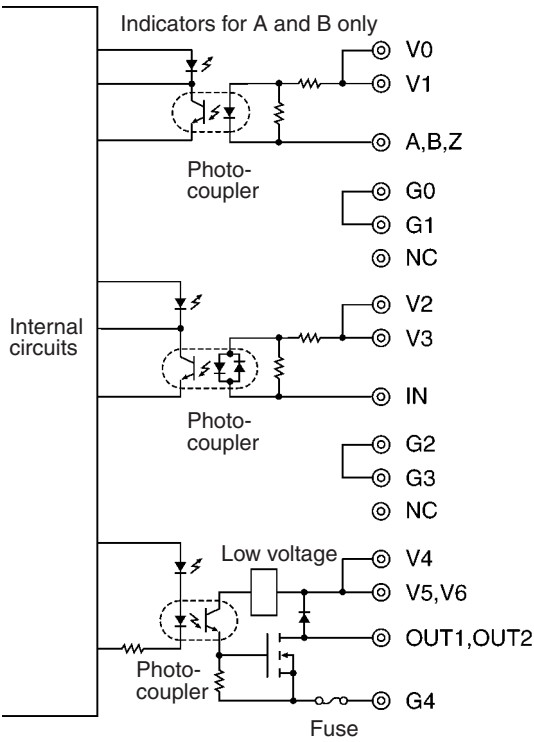 Indicators for A and B only
V0
V1
A,B,Z
Photo-
coupler
G0
G1
NC
Internal
circuits
V2
V3
IN
Photo-
coupler
G2
G3
NC
Low voltage
V4
V5,V6
OUT1,OUT2
Photo-
coupler
G4
Fuse